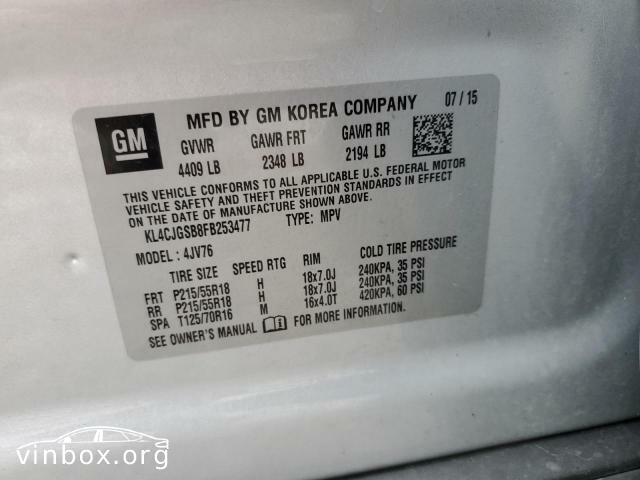 GM
MFD BY GM KOREA COMPANY 07 / 15
GVWR GAWR FRT GAWR RR
4409 LB 2348 LB 2194 LB
THIS VEHICLE CONFORMS TO ALL APPLICABLE U.S. FEDERAL MOTOR
VEHICLE SAFETY AND THEFT PREVENTION STANDARDS IN EFFECT
ON THE DATE OF MANUFACTURE SHOWN ABOVE.
KL4CJGSB8FB253477 TYPE: MPV
MODEL : 4JV76
TIRE SIZE SPEED RTG RIM COLD TIRE PRESSURE
FRT P215/55R18 H 18x7.0J 240KPA, 35 PSI
RR P215/55R18 H 18x7.0J 240KPA, 35 PSI
SPA T125/70R16 M 16x4.0T 420KPA, 60 PSI
SEE OWNER'S MANUAL FOR MORE INFORMATION.
vinbox.org